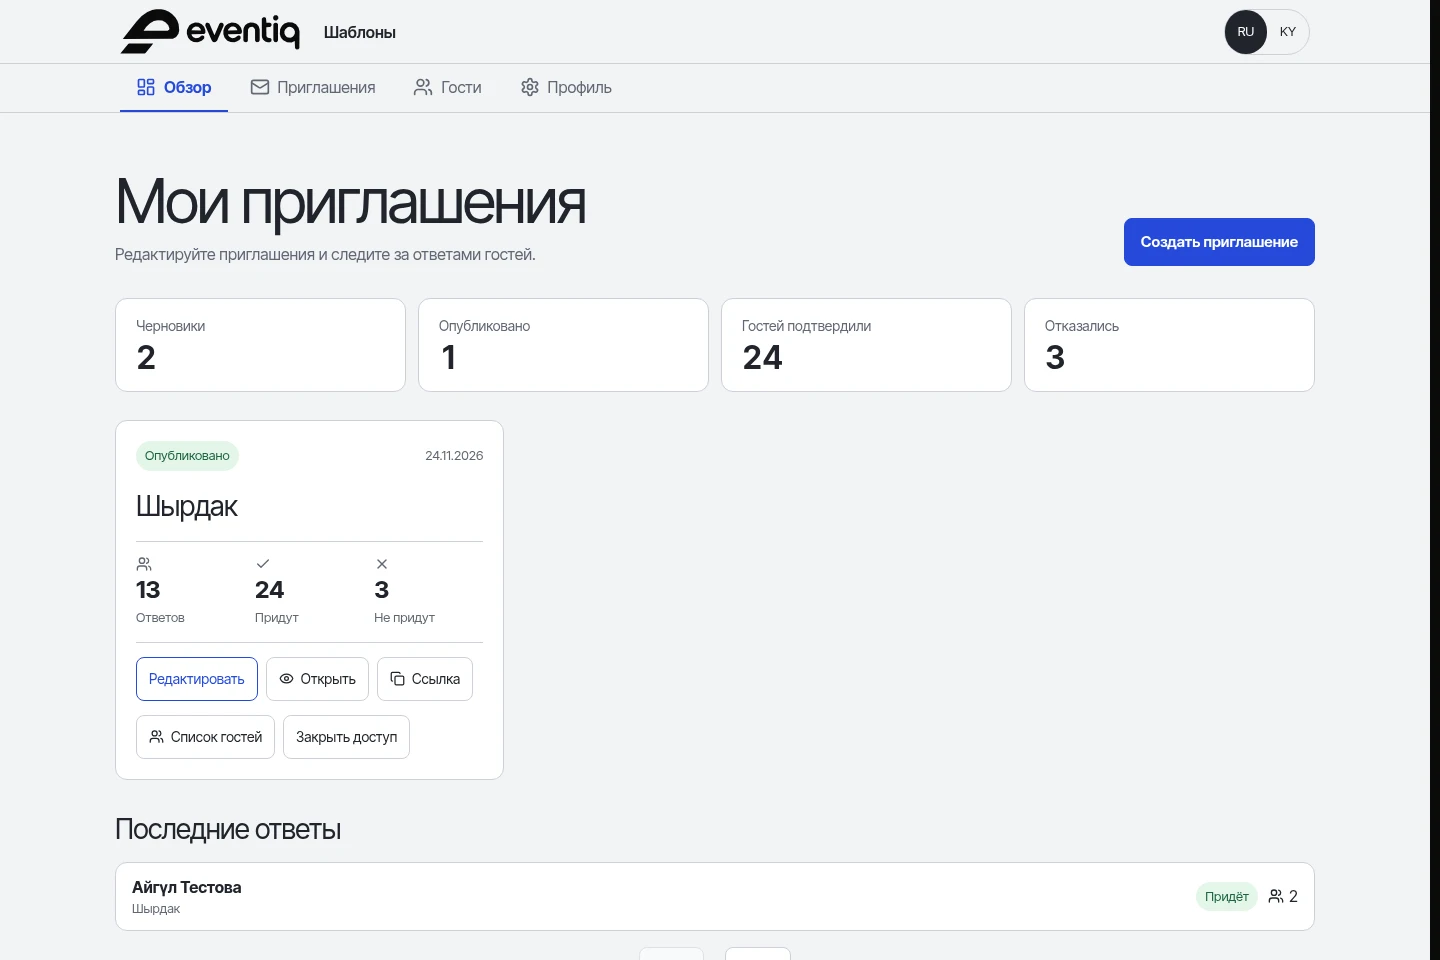 eventiq
Шаблоны
RU
KY
Обзор
Приглашения
Гости
Профиль
Мои приглашения
Редактируйте приглашения и следите за ответами гостей.
Создать приглашение
Черновики
2
Опубликовано
1
Гостей подтвердили
24
Отказались
3
Опубликовано
24.11.2026
Шырдак
13
Ответов
24
Придут
3
Не придут
Редактировать
Открыть
Ссылка
Список гостей
Закрыть доступ
Последние ответы
Айгүл Тестова
Шырдак
Придёт
2